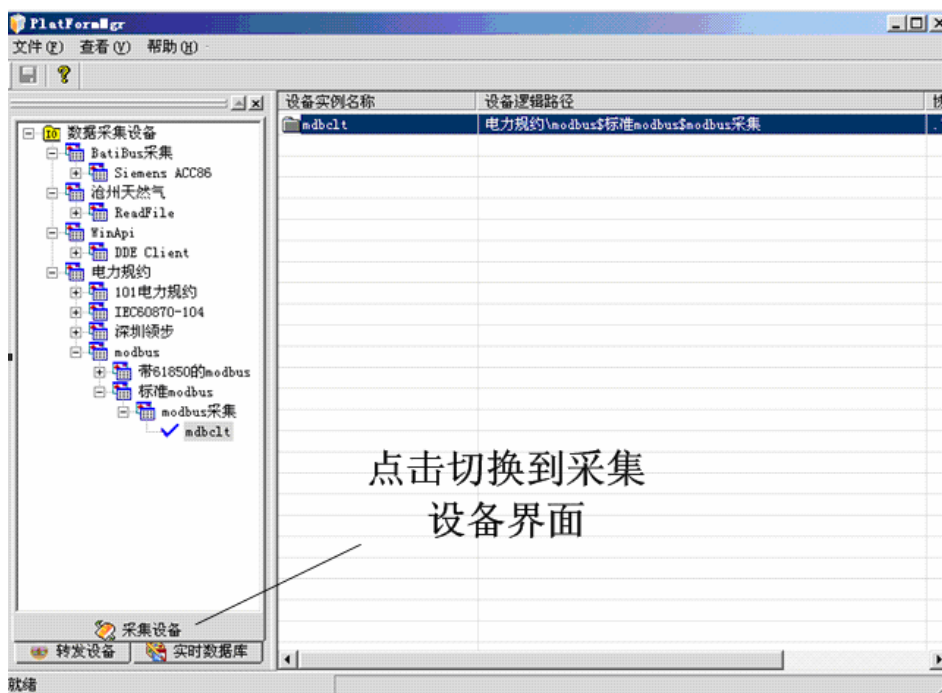 PlatFormMgr
文件(F) 查看(V) 帮助(H)
设备实例名称 设备逻辑路径
mdbclt 电力规约\modbus$标准modbus$modbus采集
IO 数据采集设备
BatiBus采集
Siemens ACC86
沧州天然气
ReadFile
WinApi
DDE Client
电力规约
101电力规约
IEC60870-104
深圳领步
modbus
带61850的modbus
标准modbus
modbus采集
mdbclt
点击切换到采集
设备界面
采集设备
转发设备 实时数据库
就绪